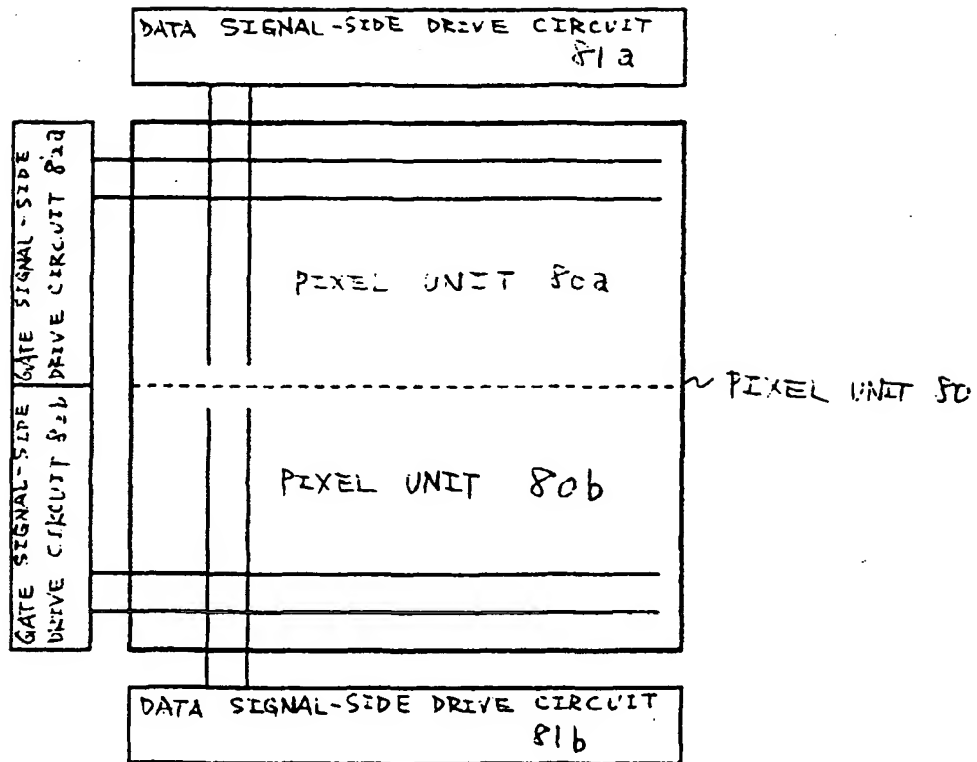 DATA SIGNAL-SIDE DRIVE CIRCUIT
81a
GATE SIGNAL-SIDE
DRIVE CIRCUIT 82a
PIXEL UNIT 80a
PIXEL UNIT 80
GATE SIGNAL-SIDE
DRIVE CIRCUIT 82b
PIXEL UNIT 80b
DATA SIGNAL-SIDE DRIVE CIRCUIT
81b